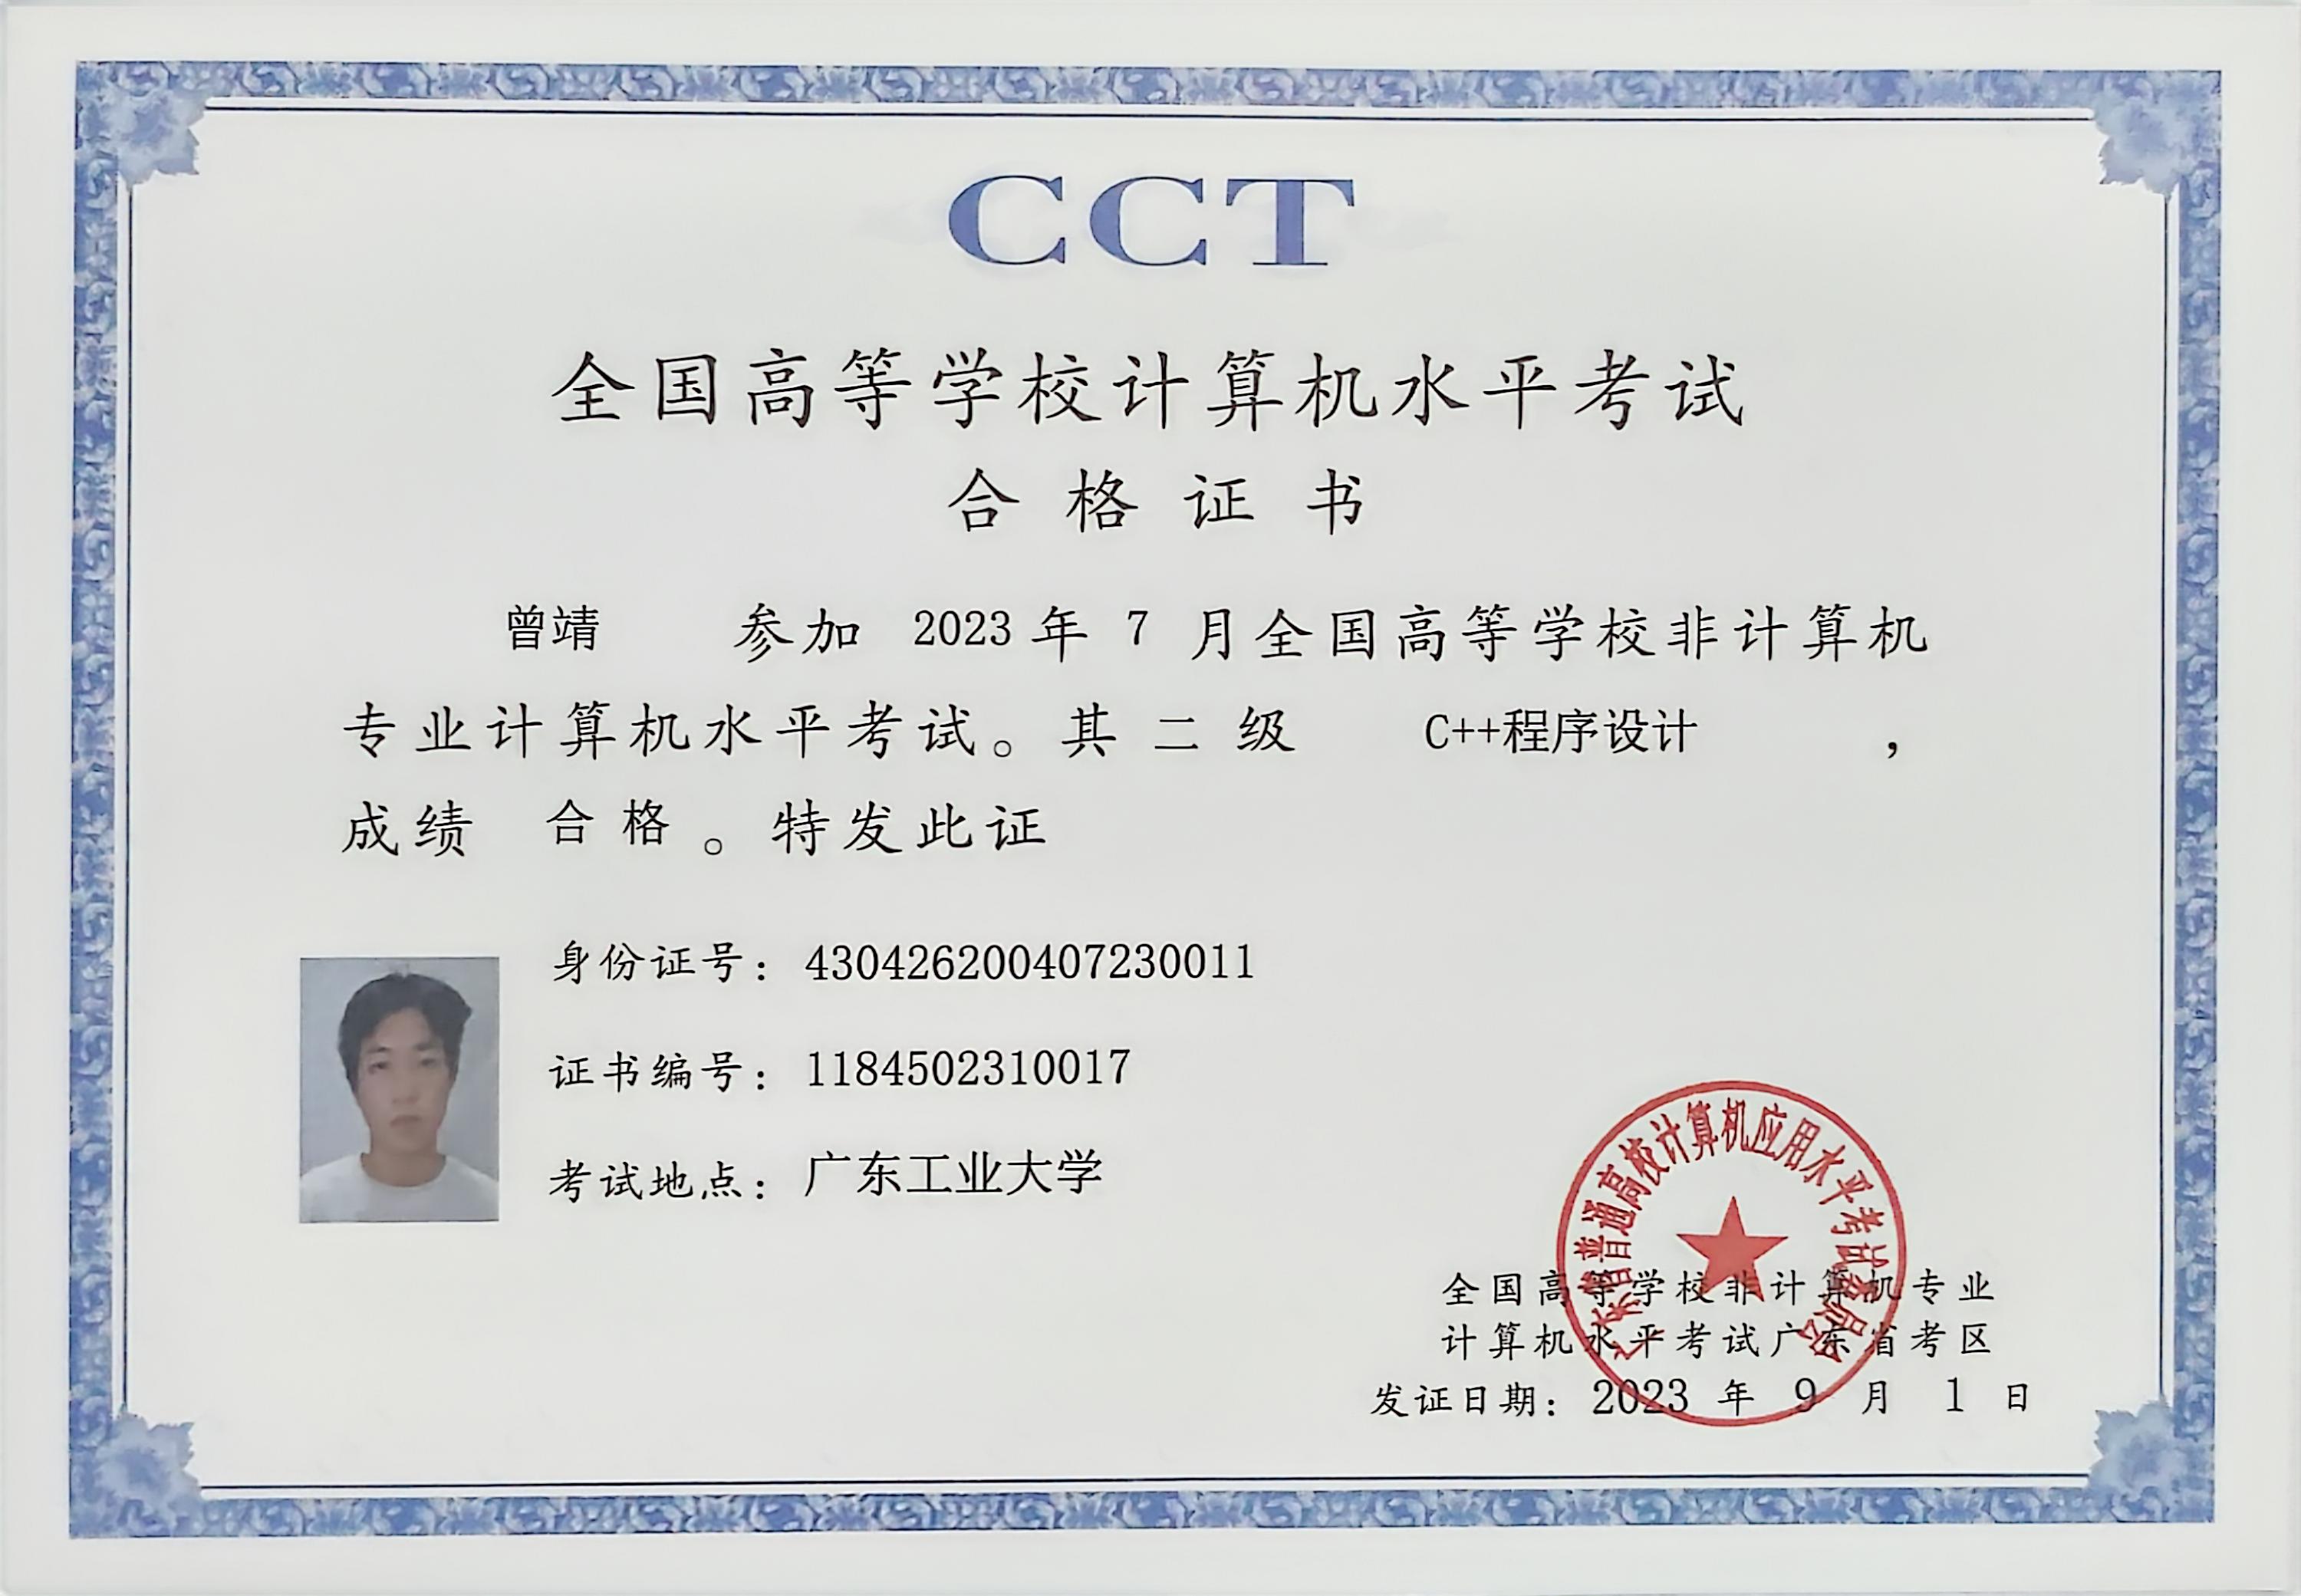 CCT
全国高等学校计算机水平考试
合格证书
曾靖 参加 2023 年 7 月全国高等学校非计算机
专业计算机水平考试。其 二 级 C++程序设计 ，
成绩 合格。特发此证
身份证号：430426200407230011
证书编号：1184502310017
考试地点：广东工业大学
广东省普通高校计算机应用水平考试委员会
全国高等学校非计算机专业
计算机水平考试广东省考区
发证日期：2023 年 9 月 1 日